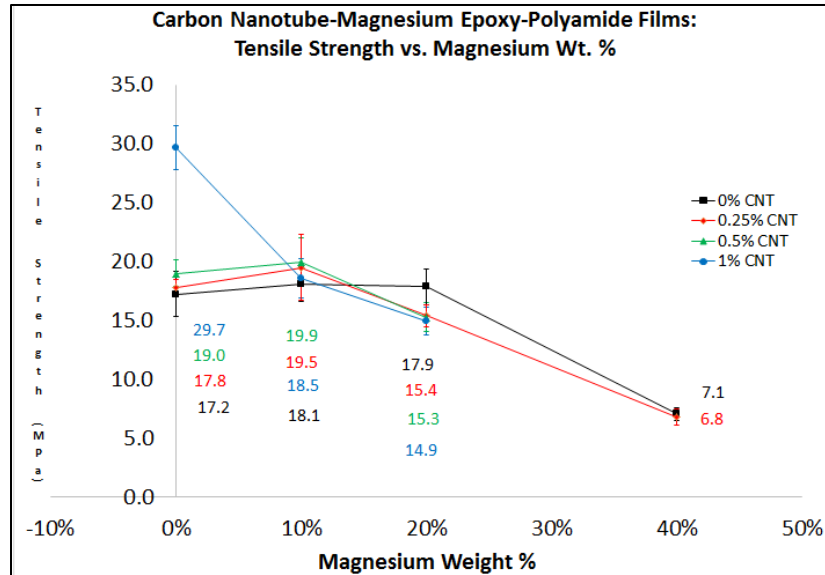 Carbon Nanotube-Magnesium Epoxy-Polyamide Films:
Tensile Strength vs. Magnesium Wt. %
Tensile Strength (Mpa)
35.0
30.0
25.0
20.0
15.0
10.0
5.0
0.0
0% CNT
0.25% CNT
0.5% CNT
1% CNT
29.7
19.0
17.8
17.2
19.9
19.5
18.5
18.1
17.9
15.4
15.3
14.9
7.1
6.8
-10% 0% 10% 20% 30% 40% 50%
Magnesium Weight %